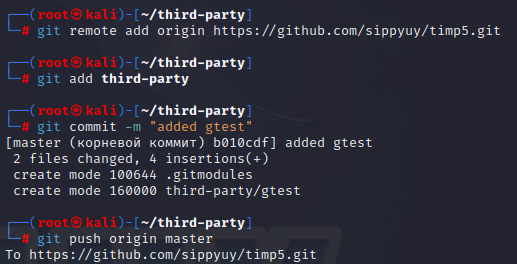 ┌──(root㉿kali)-[~/third-party]
└─# git remote add origin https://github.com/sippyuy/timp5.git
┌──(root㉿kali)-[~/third-party]
└─# git add third-party
┌──(root㉿kali)-[~/third-party]
└─# git commit -m "added gtest"
[master (корневой коммит) b010cdf] added gtest
 2 files changed, 4 insertions(+)
 create mode 100644 .gitmodules
 create mode 160000 third-party/gtest
┌──(root㉿kali)-[~/third-party]
└─# git push origin master
To https://github.com/sippyuy/timp5.git